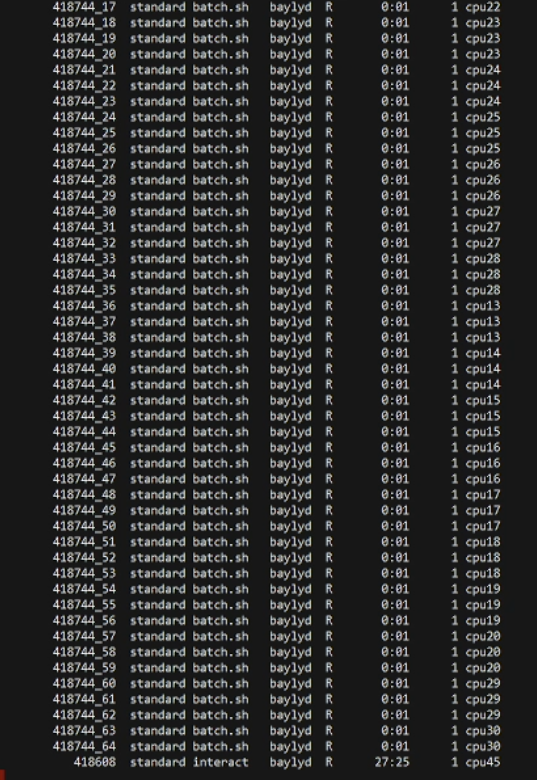 418744_17 standard batch.sh baylyd R 0:01 1 cpu22
418744_18 standard batch.sh baylyd R 0:01 1 cpu23
418744_19 standard batch.sh baylyd R 0:01 1 cpu23
418744_20 standard batch.sh baylyd R 0:01 1 cpu23
418744_21 standard batch.sh baylyd R 0:01 1 cpu24
418744_22 standard batch.sh baylyd R 0:01 1 cpu24
418744_23 standard batch.sh baylyd R 0:01 1 cpu24
418744_24 standard batch.sh baylyd R 0:01 1 cpu25
418744_25 standard batch.sh baylyd R 0:01 1 cpu25
418744_26 standard batch.sh baylyd R 0:01 1 cpu25
418744_27 standard batch.sh baylyd R 0:01 1 cpu26
418744_28 standard batch.sh baylyd R 0:01 1 cpu26
418744_29 standard batch.sh baylyd R 0:01 1 cpu26
418744_30 standard batch.sh baylyd R 0:01 1 cpu27
418744_31 standard batch.sh baylyd R 0:01 1 cpu27
418744_32 standard batch.sh baylyd R 0:01 1 cpu27
418744_33 standard batch.sh baylyd R 0:01 1 cpu28
418744_34 standard batch.sh baylyd R 0:01 1 cpu28
418744_35 standard batch.sh baylyd R 0:01 1 cpu28
418744_36 standard batch.sh baylyd R 0:01 1 cpu13
418744_37 standard batch.sh baylyd R 0:01 1 cpu13
418744_38 standard batch.sh baylyd R 0:01 1 cpu13
418744_39 standard batch.sh baylyd R 0:01 1 cpu14
418744_40 standard batch.sh baylyd R 0:01 1 cpu14
418744_41 standard batch.sh baylyd R 0:01 1 cpu14
418744_42 standard batch.sh baylyd R 0:01 1 cpu15
418744_43 standard batch.sh baylyd R 0:01 1 cpu15
418744_44 standard batch.sh baylyd R 0:01 1 cpu15
418744_45 standard batch.sh baylyd R 0:01 1 cpu16
418744_46 standard batch.sh baylyd R 0:01 1 cpu16
418744_47 standard batch.sh baylyd R 0:01 1 cpu16
418744_48 standard batch.sh baylyd R 0:01 1 cpu17
418744_49 standard batch.sh baylyd R 0:01 1 cpu17
418744_50 standard batch.sh baylyd R 0:01 1 cpu17
418744_51 standard batch.sh baylyd R 0:01 1 cpu18
418744_52 standard batch.sh baylyd R 0:01 1 cpu18
418744_53 standard batch.sh baylyd R 0:01 1 cpu18
418744_54 standard batch.sh baylyd R 0:01 1 cpu19
418744_55 standard batch.sh baylyd R 0:01 1 cpu19
418744_56 standard batch.sh baylyd R 0:01 1 cpu19
418744_57 standard batch.sh baylyd R 0:01 1 cpu20
418744_58 standard batch.sh baylyd R 0:01 1 cpu20
418744_59 standard batch.sh baylyd R 0:01 1 cpu20
418744_60 standard batch.sh baylyd R 0:01 1 cpu29
418744_61 standard batch.sh baylyd R 0:01 1 cpu29
418744_62 standard batch.sh baylyd R 0:01 1 cpu29
418744_63 standard batch.sh baylyd R 0:01 1 cpu30
418744_64 standard batch.sh baylyd R 0:01 1 cpu30
418608 standard interact baylyd R 27:25 1 cpu45